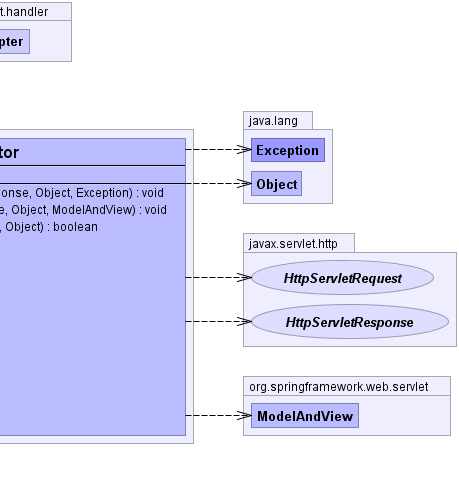 t.handler
pter
java.lang
Exception
Object
tor
onse, Object, Exception) : void
e, Object, ModelAndView) : void
, Object) : boolean
javax.servlet.http
HttpServletRequest
HttpServletResponse
org.springframework.web.servlet
ModelAndView